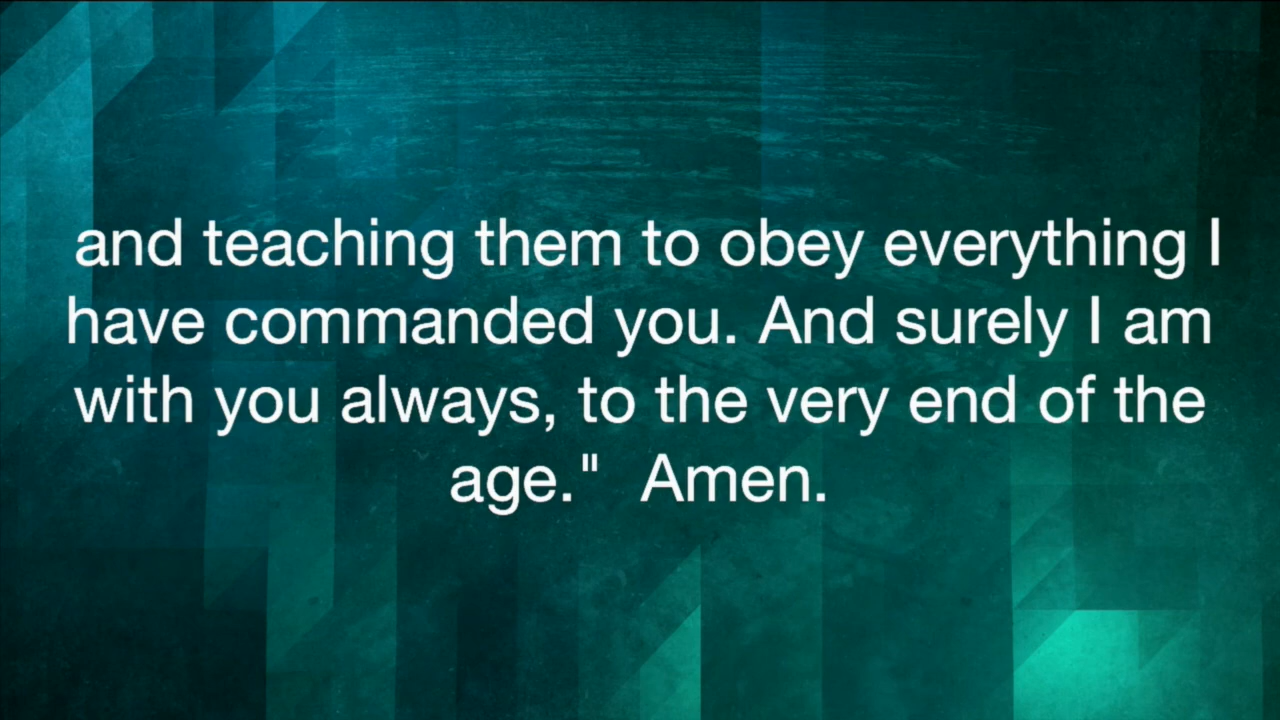 and teaching them to obey everything I
have commanded you. And surely I am
with you always, to the very end of the
age."  Amen.